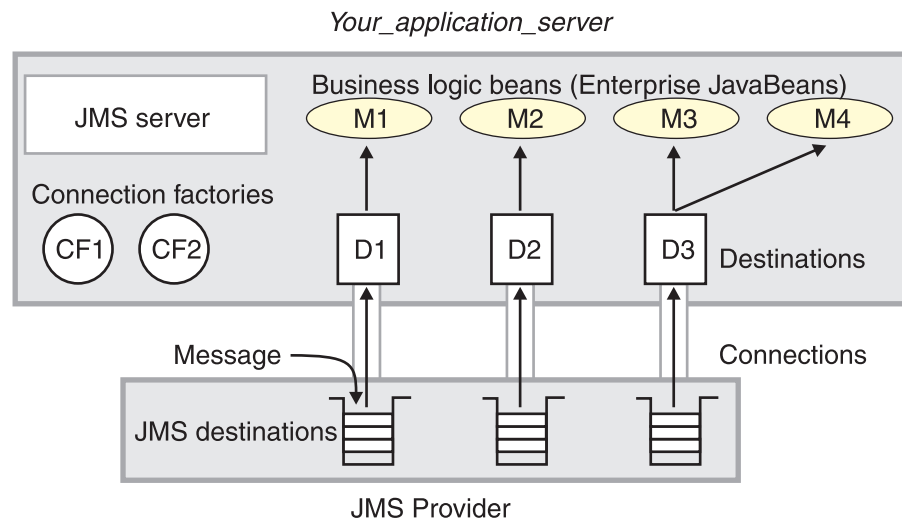 Your_application_server
Business logic beans (Enterprise JavaBeans)
JMS server
M1
M2
M3
M4
Connection factories
CF1
CF2
D1
D2
D3
Destinations
Message
Connections
JMS destinations
JMS Provider